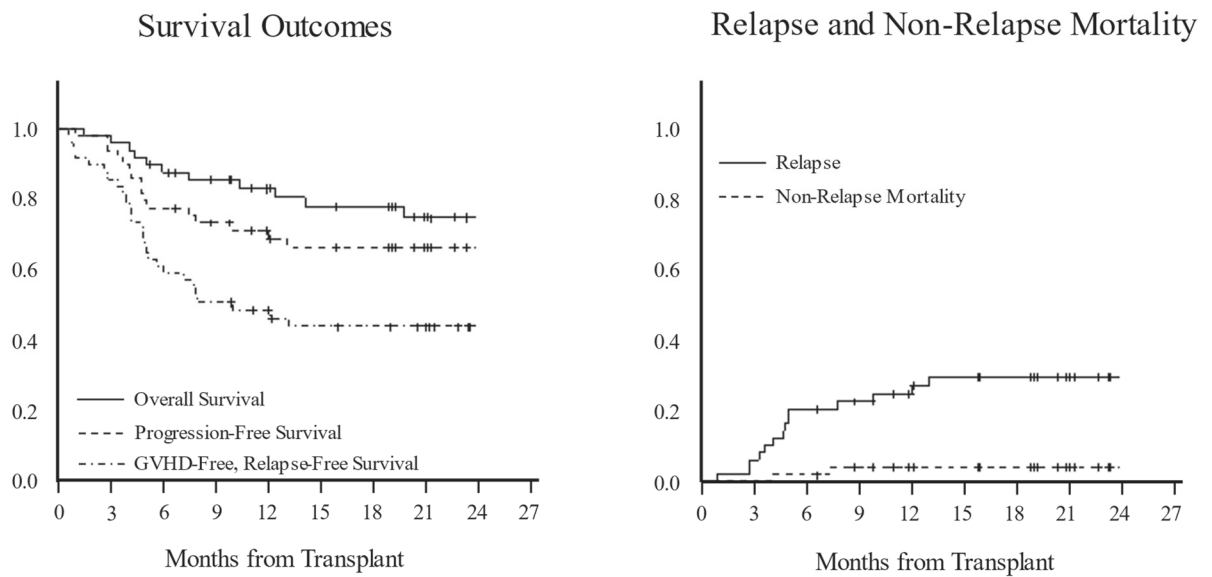 Survival Outcomes
1.0
0.8
0.6
0.4
0.2
0.0
Overall Survival
Progression-Free Survival
GVHD-Free, Relapse-Free Survival
0 3 6 9 12 15 18 21 24 27
Months from Transplant
Relapse and Non-Relapse Mortality
1.0
0.8
0.6
0.4
0.2
0.0
Relapse
Non-Relapse Mortality
0 3 6 9 12 15 18 21 24 27
Months from Transplant